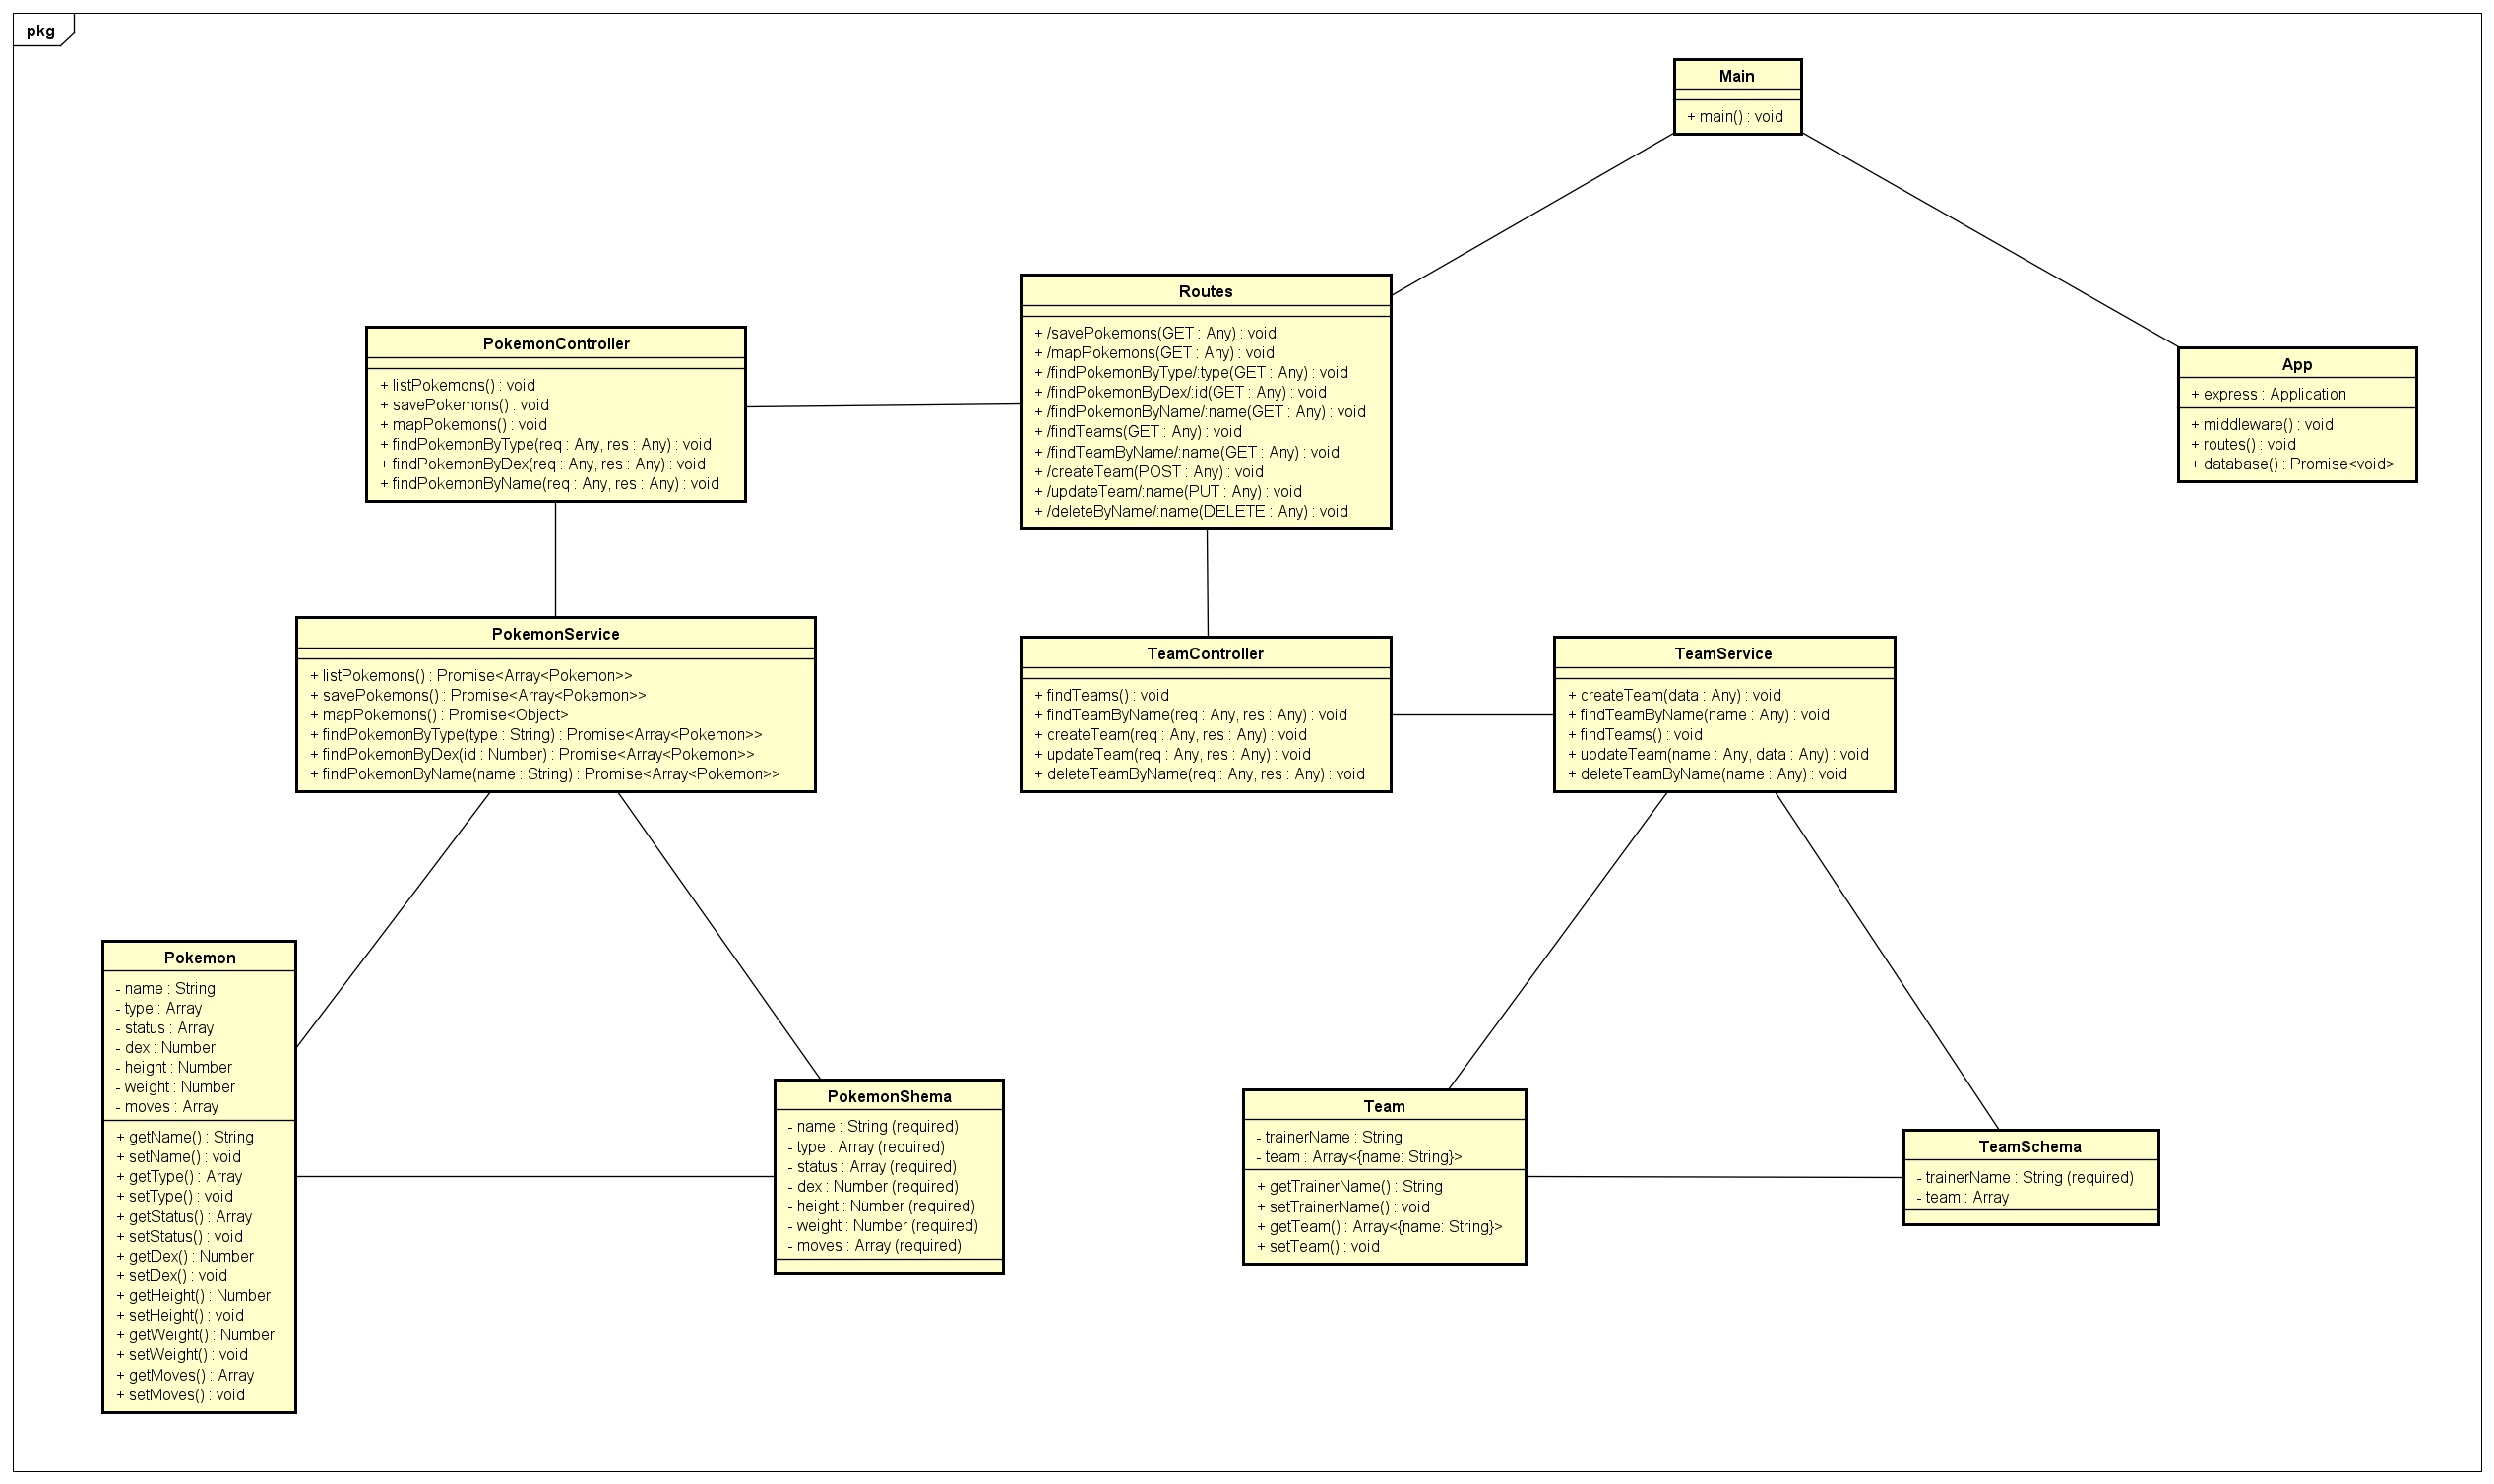 pkg
Main
+ main() : void
Routes
+ /savePokemons(GET : Any) : void
+ /mapPokemons(GET : Any) : void
+ /findPokemonByType/:type(GET : Any) : void
+ /findPokemonByDex/:id(GET : Any) : void
+ /findPokemonByName/:name(GET : Any) : void
+ /findTeams(GET : Any) : void
+ /findTeamByName/:name(GET : Any) : void
+ /createTeam(POST : Any) : void
+ /updateTeam/:name(PUT : Any) : void
+ /deleteByName/:name(DELETE : Any) : void
PokemonController
+ listPokemons() : void
+ savePokemons() : void
+ mapPokemons() : void
+ findPokemonByType(req : Any, res : Any) : void
+ findPokemonByDex(req : Any, res : Any) : void
+ findPokemonByName(req : Any, res : Any) : void
App
+ express : Application
+ middleware() : void
+ routes() : void
+ database() : Promise<void>
PokemonService
+ listPokemons() : Promise<Array<Pokemon>>
+ savePokemons() : Promise<Array<Pokemon>>
+ mapPokemons() : Promise<Object>
+ findPokemonByType(type : String) : Promise<Array<Pokemon>>
+ findPokemonByDex(id : Number) : Promise<Array<Pokemon>>
+ findPokemonByName(name : String) : Promise<Array<Pokemon>>
TeamController
+ findTeams() : void
+ findTeamByName(req : Any, res : Any) : void
+ createTeam(req : Any, res : Any) : void
+ updateTeam(req : Any, res : Any) : void
+ deleteTeamByName(req : Any, res : Any) : void
TeamService
+ createTeam(data : Any) : void
+ findTeamByName(name : Any) : void
+ findTeams() : void
+ updateTeam(name : Any, data : Any) : void
+ deleteTeamByName(name : Any) : void
Pokemon
- name : String
- type : Array
- status : Array
- dex : Number
- height : Number
- weight : Number
- moves : Array
+ getName() : String
+ setName() : void
+ getType() : Array
+ setType() : void
+ getStatus() : Array
+ setStatus() : void
+ getDex() : Number
+ setDex() : void
+ getHeight() : Number
+ setHeight() : void
+ getWeight() : Number
+ setWeight() : void
+ getMoves() : Array
+ setMoves() : void
PokemonShema
- name : String (required)
- type : Array (required)
- status : Array (required)
- dex : Number (required)
- height : Number (required)
- weight : Number (required)
- moves : Array (required)
Team
- trainerName : String
- team : Array<{name: String}>
+ getTrainerName() : String
+ setTrainerName() : void
+ getTeam() : Array<{name: String}>
+ setTeam() : void
TeamSchema
- trainerName : String (required)
- team : Array